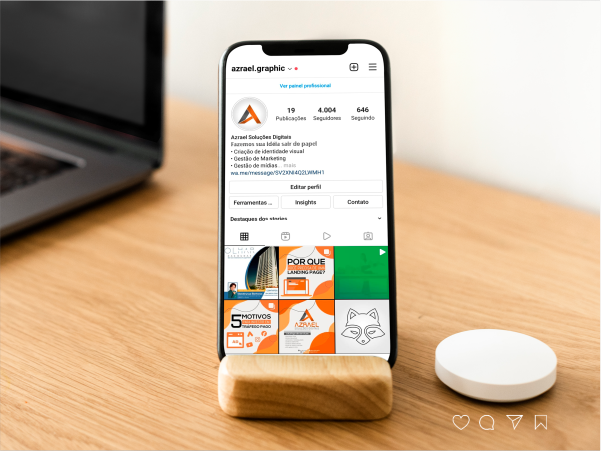 azrael.graphic
Ver painel profissional
19 4.004 646
Publicações Seguidores Seguindo
Azrael Soluções Digitais
Fazemos sua idéia sair do papel
• Criação de identidade visual
• Gestão de Marketing
• Gestão de mídias ... mais
wa.me/message/SV2XNI4Q2LWMH1
Editar perfil
Ferramentas ... Insights Contato
Destaques dos stories
POR QUE
LANDING PAGE?
5 MOTIVOS
TRÁFEGO PAGO
AZRAEL